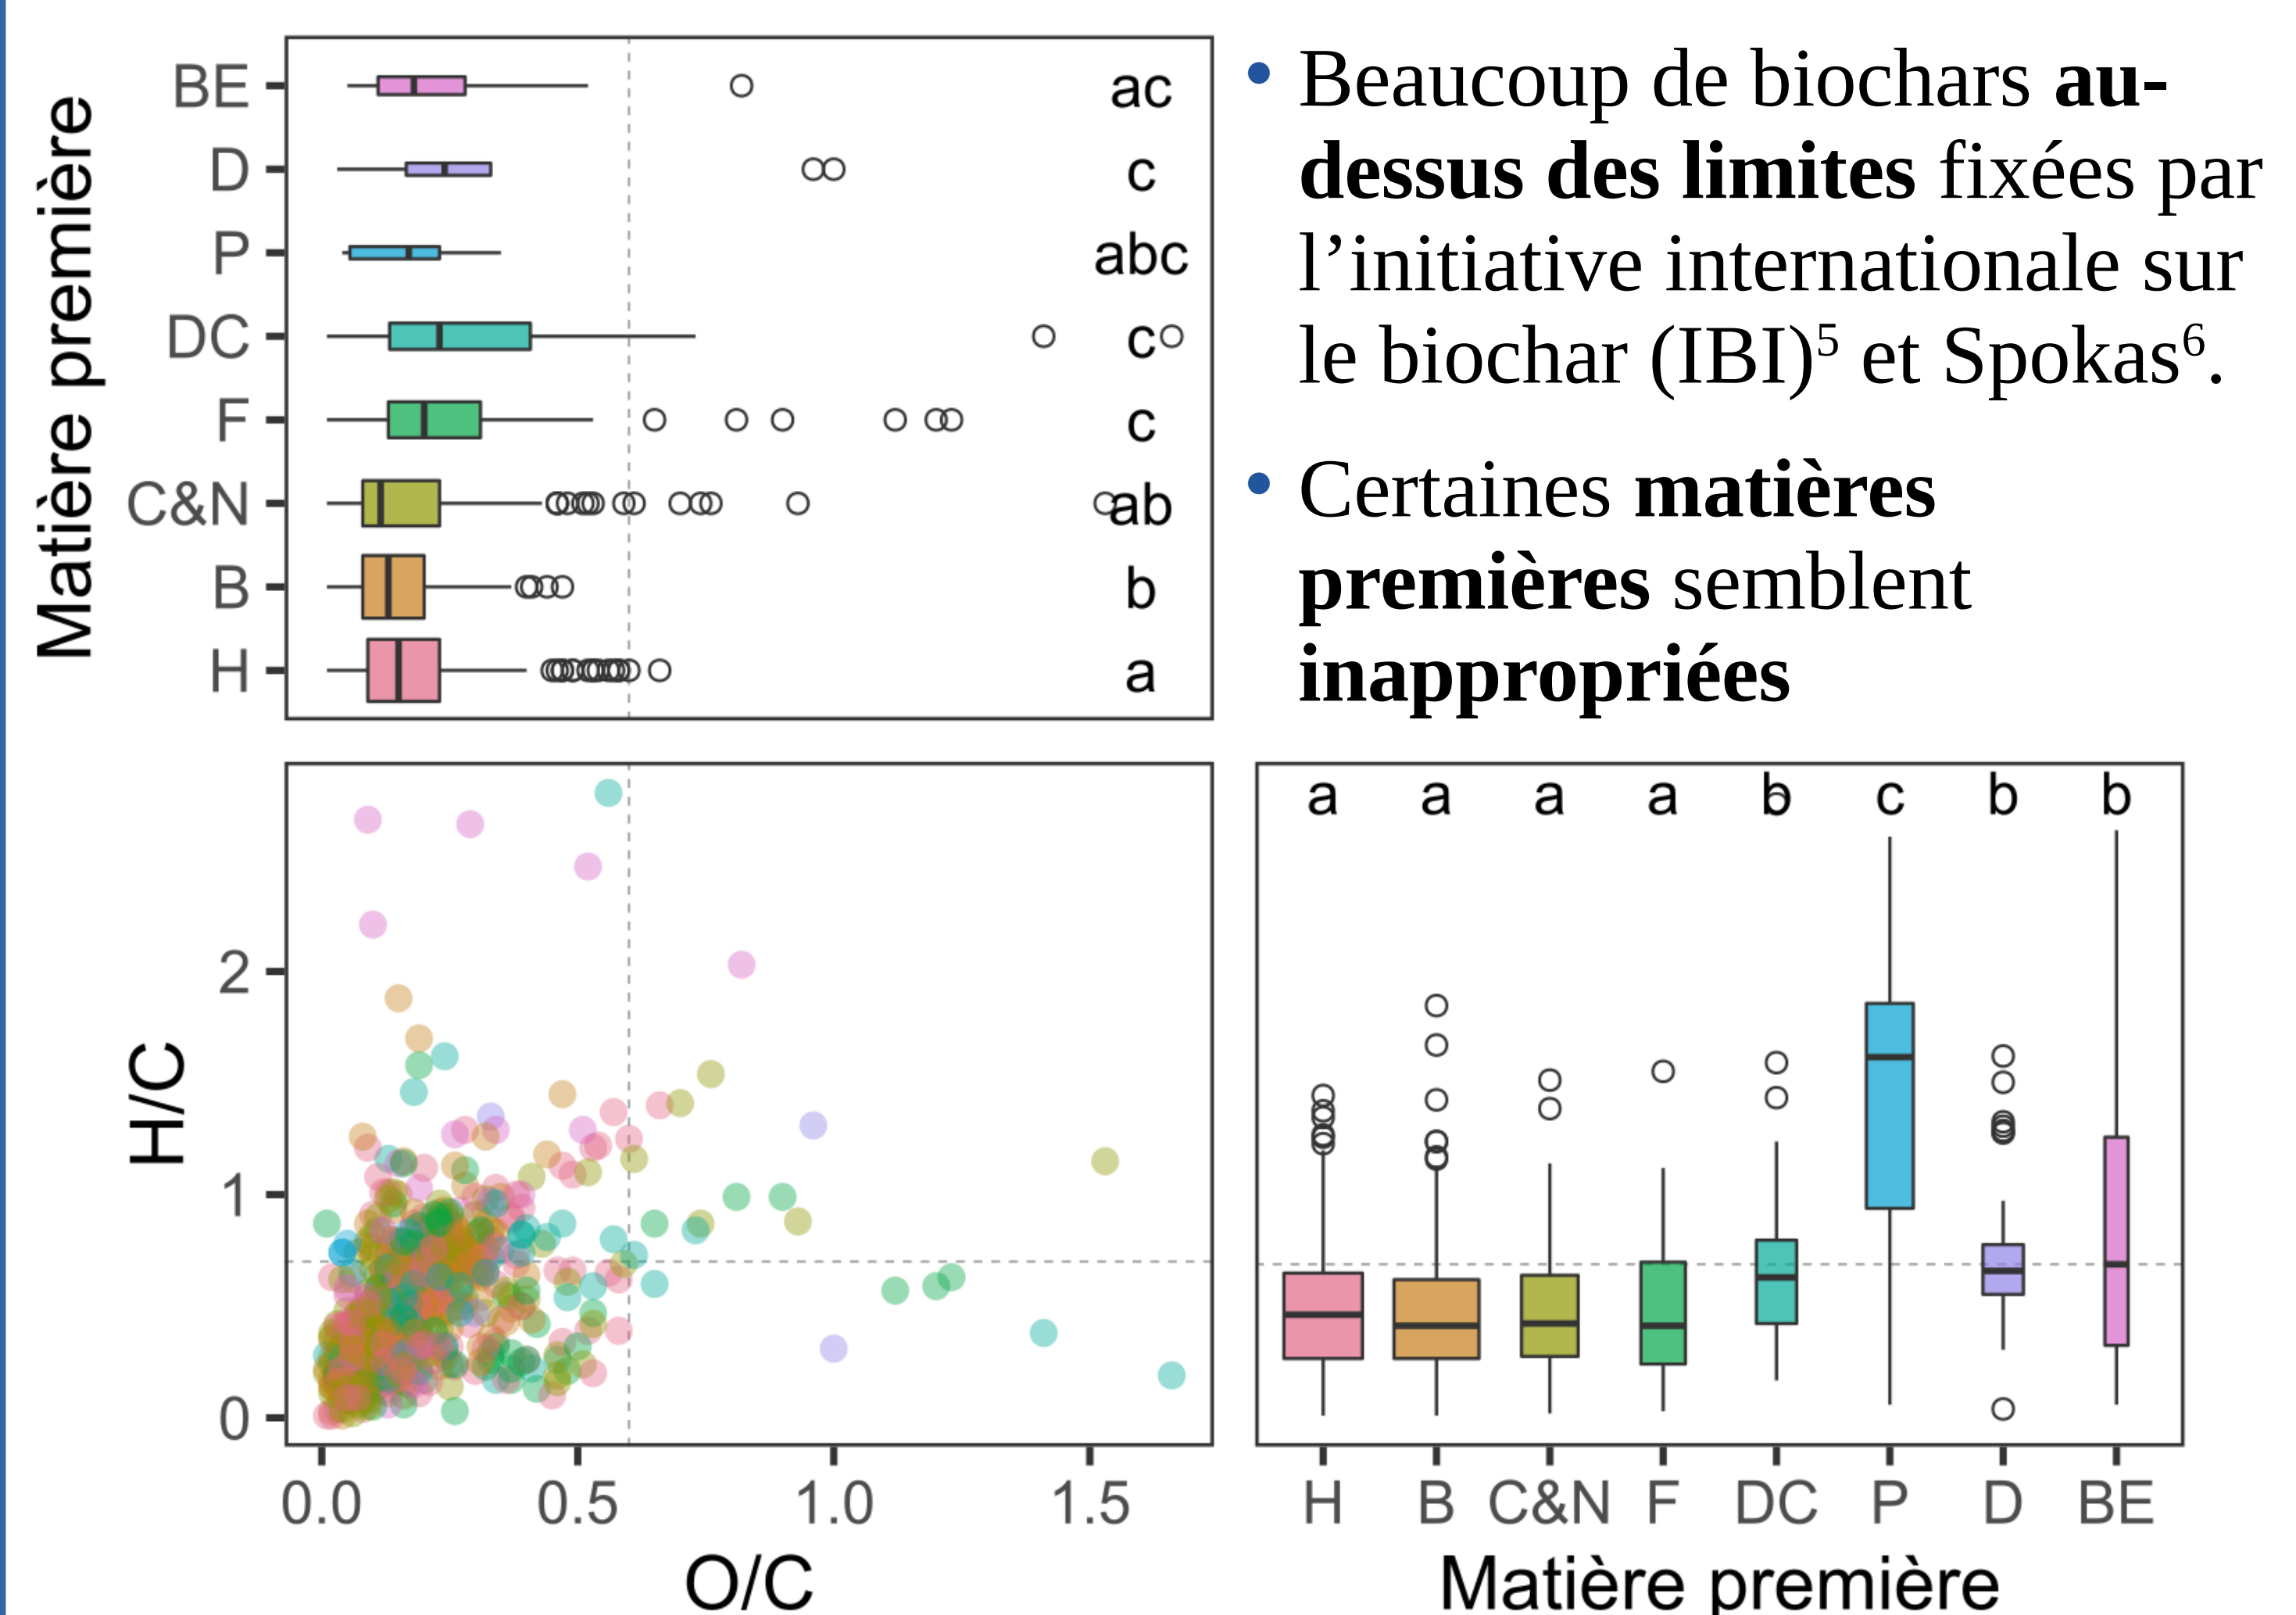 Matière première
BE
D
P
DC
F
C&N
B
H
ac
c
abc
c
c
ab
b
a
• Beaucoup de biochars au-
dessus des limites fixées par
l’initiative internationale sur
le biochar (IBI)⁵ et Spokas⁶.
• Certaines matières
premières semblent
inappropriées
H/C
2
1
0
0.0 0.5 1.0 1.5
O/C
a a a a b c b b
H B C&N F DC P D BE
Matière première